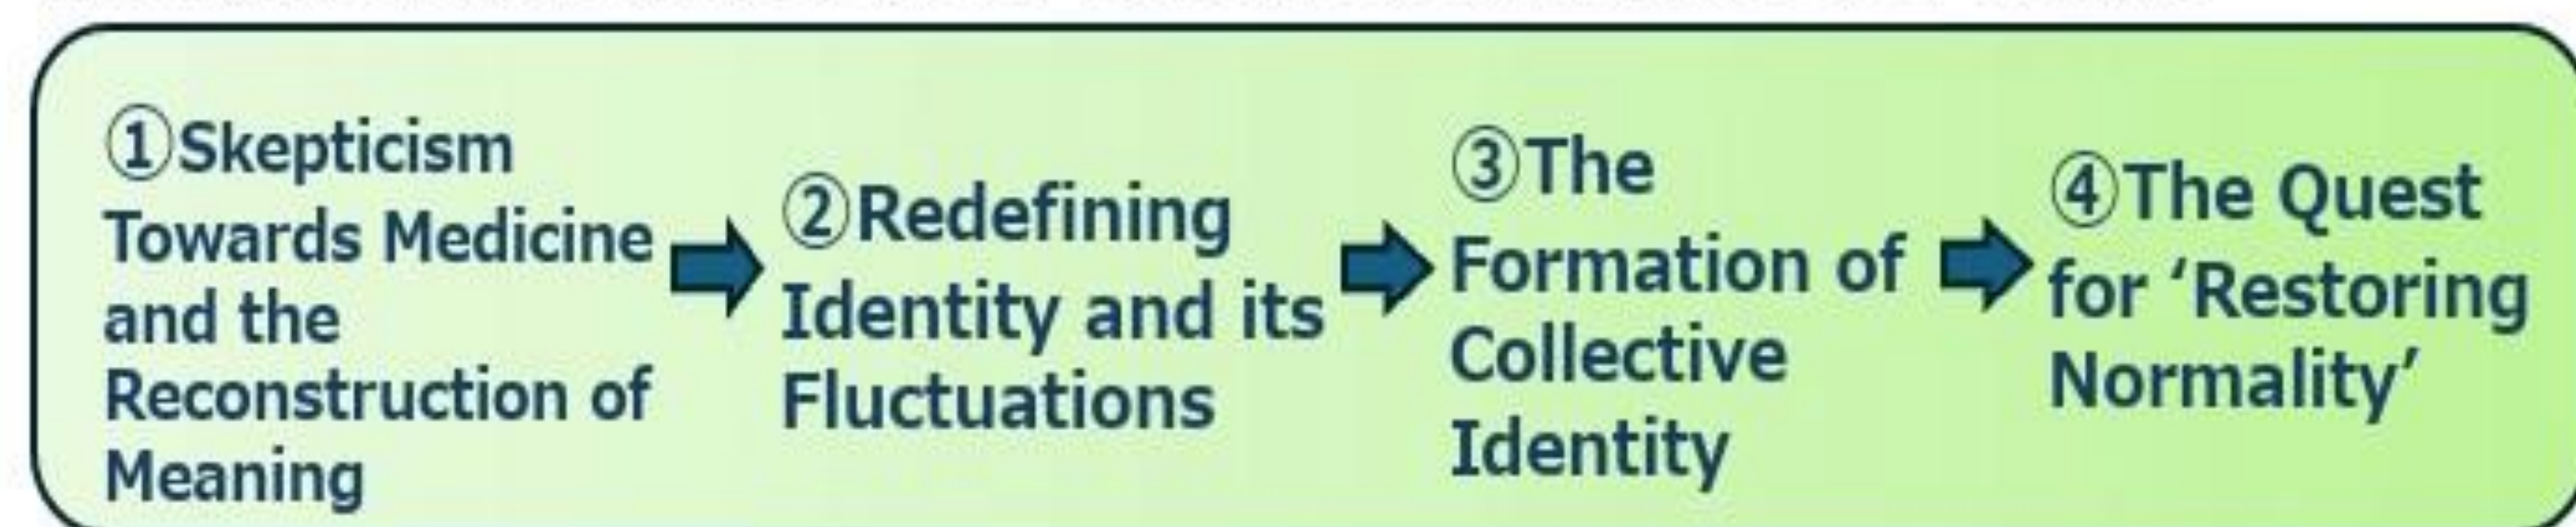 ①Skepticism
Towards Medicine
and the
Reconstruction of
Meaning
②Redefining
Identity and its
Fluctuations
③The
Formation of
Collective
Identity
④The Quest
for ‘Restoring
Normality’